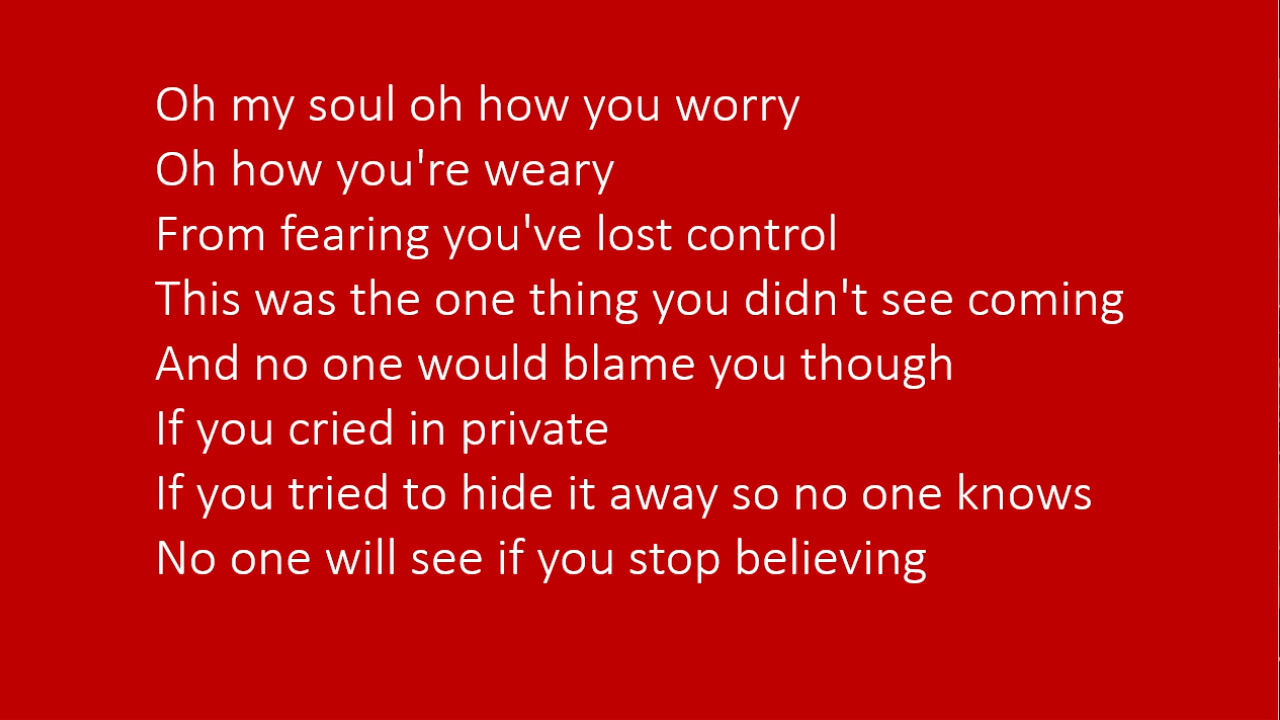 Oh my soul oh how you worry
Oh how you're weary
From fearing you've lost control
This was the one thing you didn't see coming
And no one would blame you though
If you cried in private
If you tried to hide it away so no one knows
No one will see if you stop believing